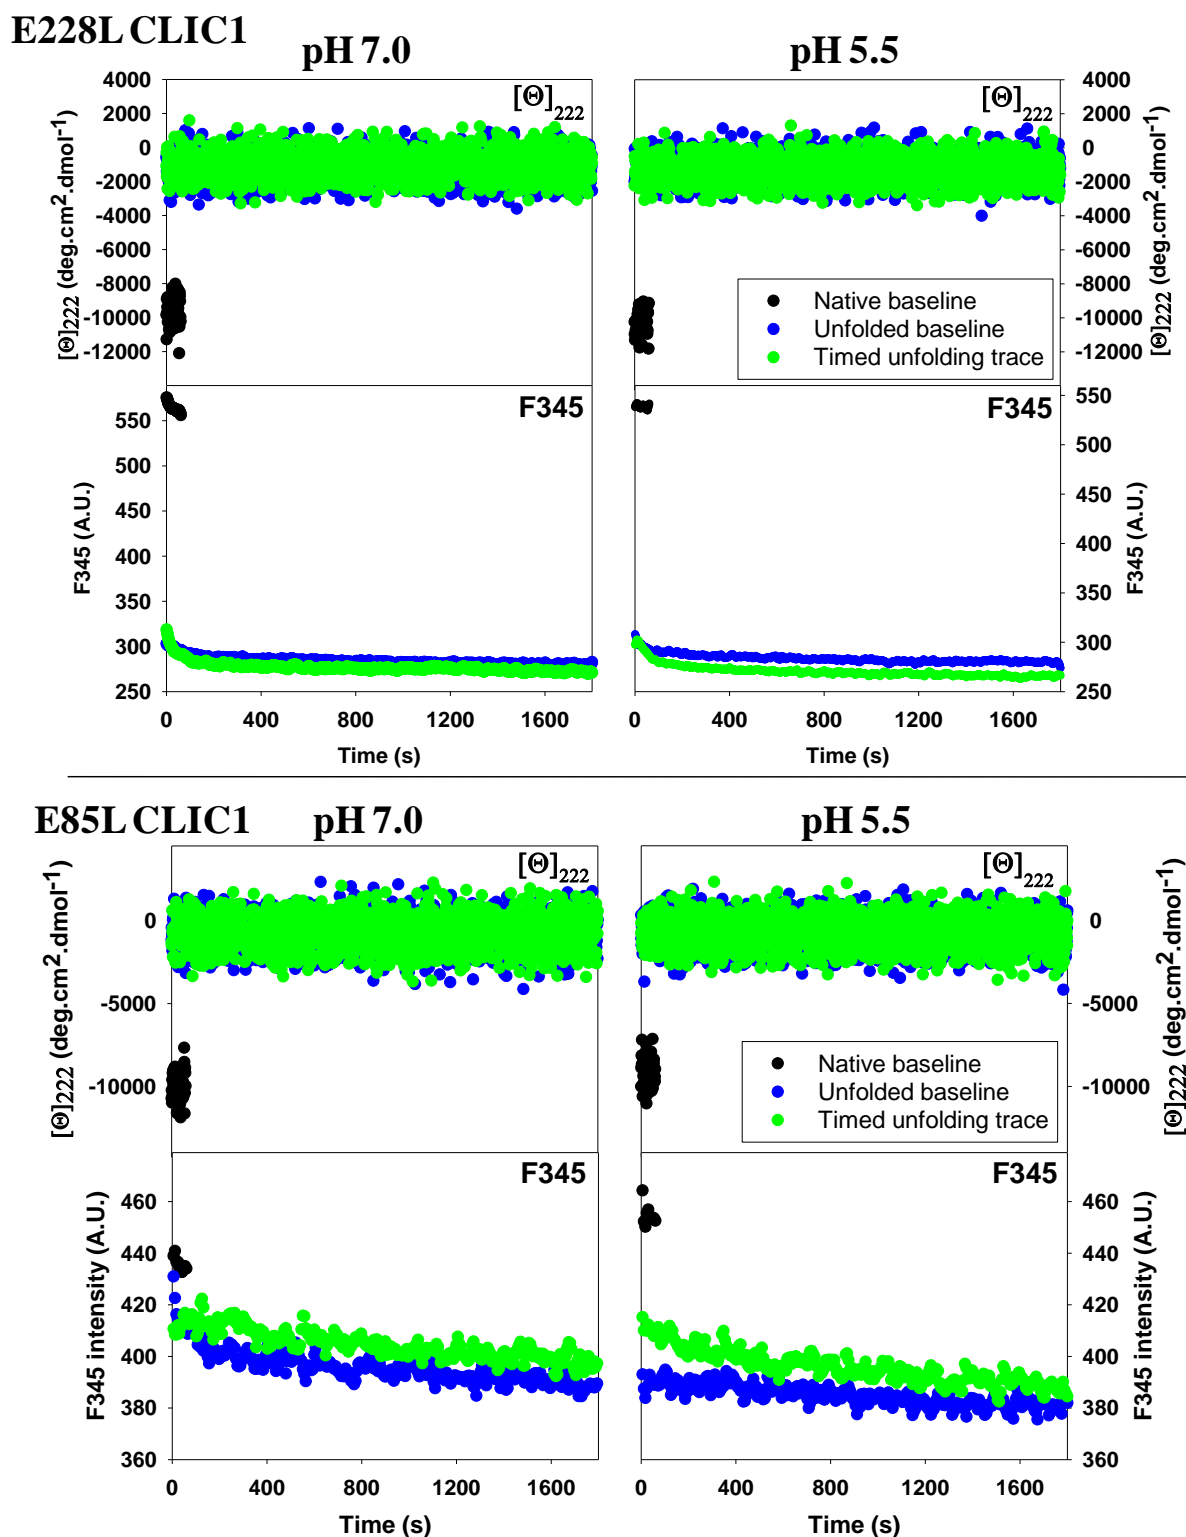 E228L CLIC1
pH 7.0
pH 5.5
[Θ]222
4000
2000
0
-2000
-4000
-6000
-8000
-10000
-12000
[Θ]222 (deg.cm2.dmol-1)
[Θ]222
4000
2000
0
-2000
-4000
-6000
-8000
-10000
-12000
[Θ]222 (deg.cm2.dmol-1)
Native baseline
Unfolded baseline
Timed unfolding trace
F345
550
500
450
400
350
300
250
F345 (A.U.)
F345
550
500
450
400
350
300
250
F345 (A.U.)
0 400 800 1200 1600
Time (s)
0 400 800 1200 1600
Time (s)
E85L CLIC1
pH 7.0
pH 5.5
[Θ]222
0
-5000
-10000
[Θ]222 (deg.cm2.dmol-1)
[Θ]222
0
-5000
-10000
[Θ]222 (deg.cm2.dmol-1)
Native baseline
Unfolded baseline
Timed unfolding trace
F345
460
440
420
400
380
360
F345 intensity (A.U.)
F345
460
440
420
400
380
360
F345 intensity (A.U.)
0 400 800 1200 1600
Time (s)
0 400 800 1200 1600
Time (s)